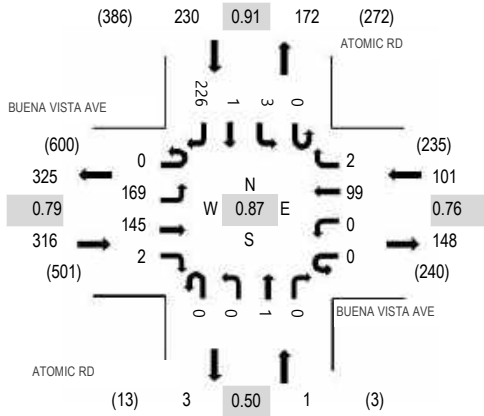 (386) 230 0.91 172 (272)
ATOMIC RD
226 1 3 0
BUENA VISTA AVE
(600) 0 2 (235)
325 169 N 99 101
0.79 W 0.87 E 0.76
316 145 S 0 148
(501) 2 0 (240)
0 0 1 0
BUENA VISTA AVE
ATOMIC RD
(13) 3 0.50 1 (3)